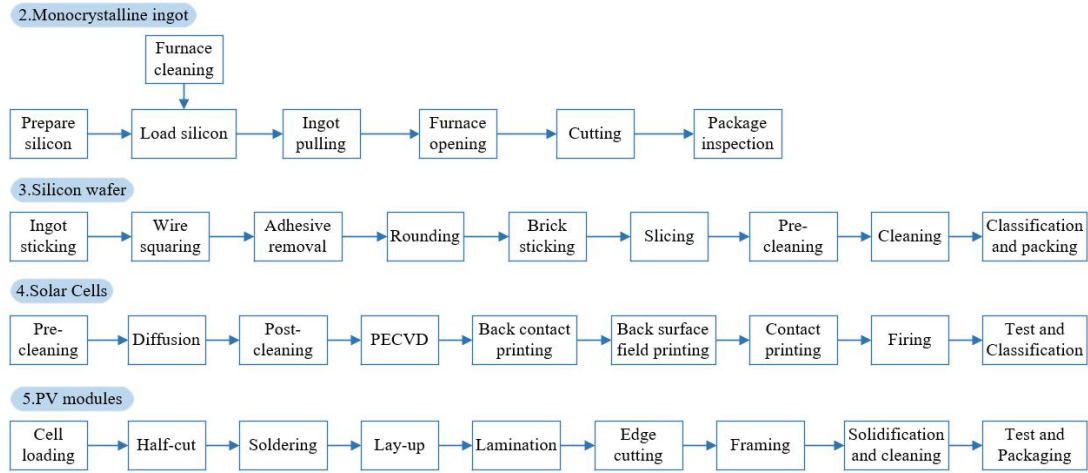 2.Monocrystalline ingot
Furnace
cleaning
Prepare
silicon
Load silicon
Ingot
pulling
Furnace
opening
Cutting
Package
inspection
3.Silicon wafer
Ingot
sticking
Wire
squaring
Adhesive
removal
Rounding
Brick
sticking
Slicing
Pre-
cleaning
Cleaning
Classification
and packing
4.Solar Cells
Pre-
cleaning
Diffusion
Post-
cleaning
PECVD
Back contact
printing
Back surface
field printing
Contact
printing
Firing
Test and
Classification
5.PV modules
Cell
loading
Half-cut
Soldering
Lay-up
Lamination
Edge
cutting
Framing
Solidification
and cleaning
Test and
Packaging